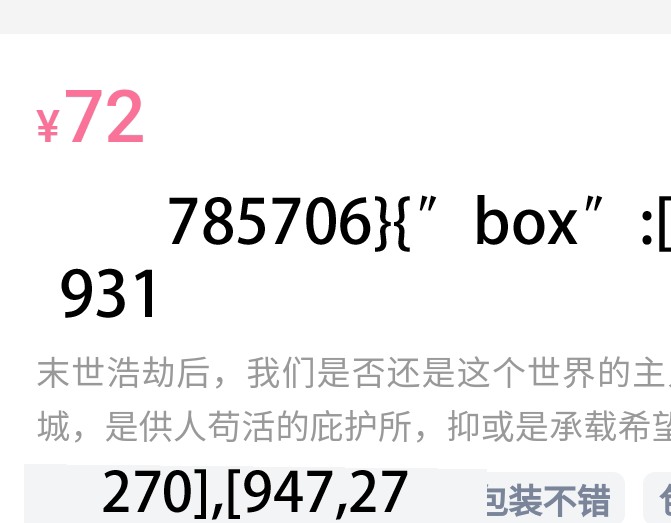 ¥72
785706}{″ box″ :[
931
末世浩劫后，我们是否还是这个世界的主
城，是供人苟活的庇护所，抑或是承载希望
270],[947,27 包装不错